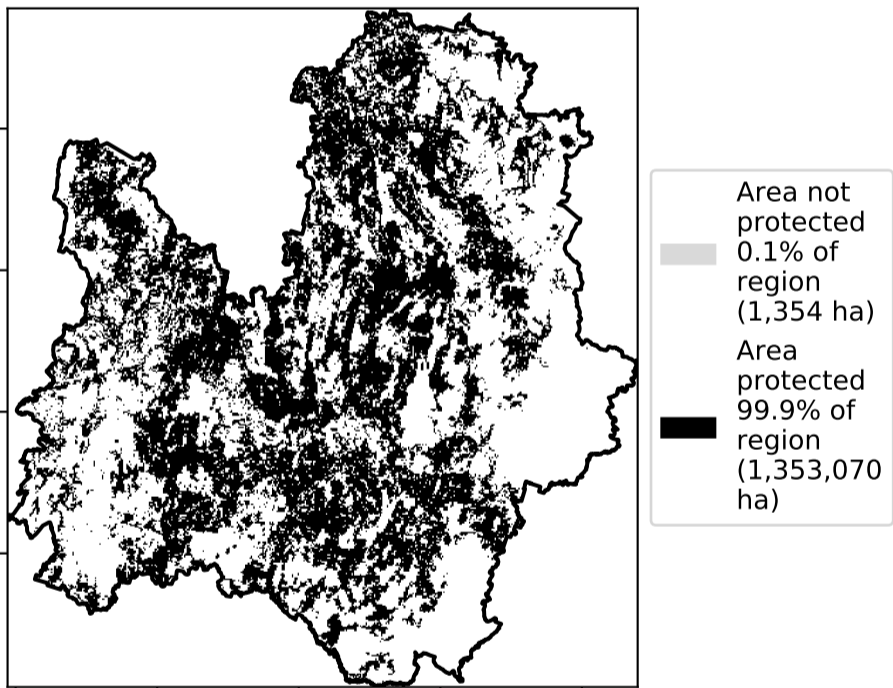 Area not
protected
0.1% of
region
(1,354 ha)
Area
protected
99.9% of
region
(1,353,070
ha)